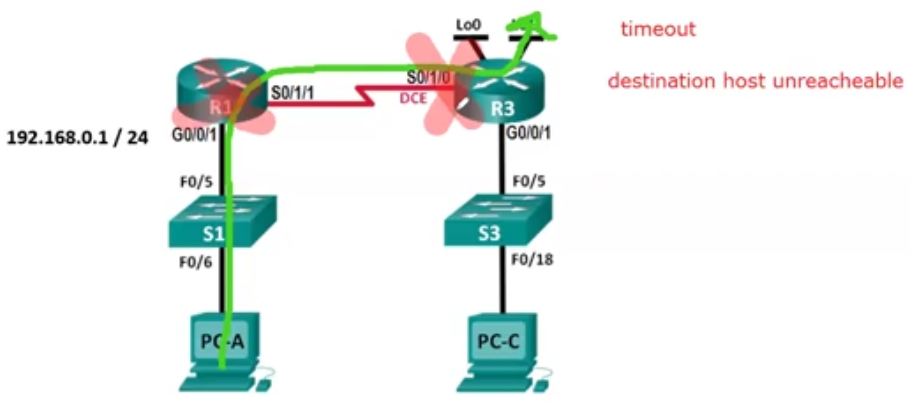 Lo0
timeout
destination host unreacheable
S0/1/0
DCE
S0/1/1
R1
R3
192.168.0.1 / 24
G0/0/1
G0/0/1
F0/5
F0/5
S1
S3
F0/6
F0/18
PC-A
PC-C